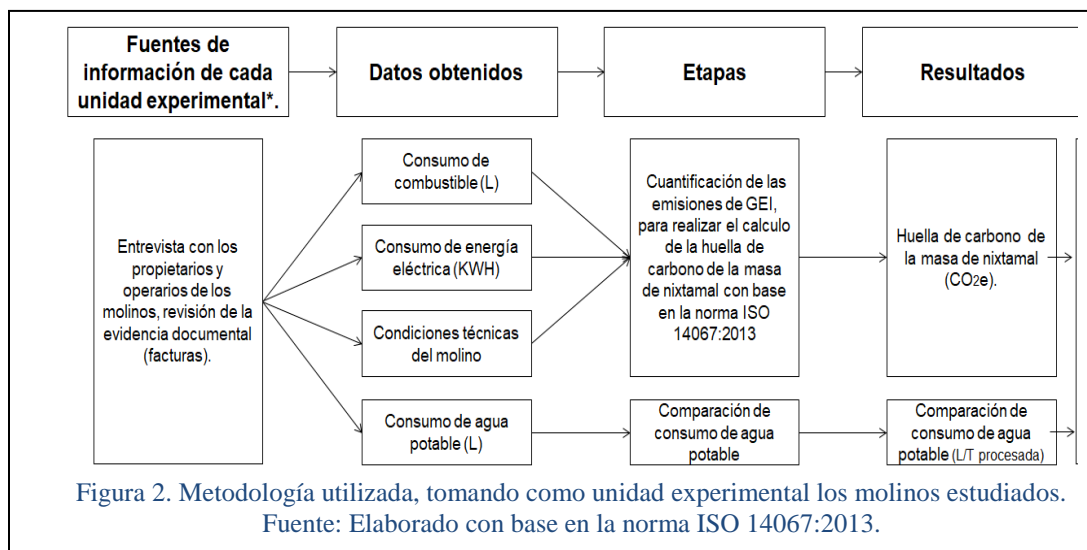 Fuentes de
información de cada
unidad experimental*.
Datos obtenidos
Etapas
Resultados
Entrevista con los
propietarios y
operarios de los
molinos, revisión de la
evidencia documental
(facturas).
Consumo de
combustible (L)
Consumo de energía
eléctrica (KWH)
Condiciones técnicas
del molino
Consumo de agua
potable (L)
Cuantificación de las
emisiones de GEI,
para realizar el calculo
de la huella de
carbono de la masa
de nixtamal con base
en la norma ISO
14067:2013
Comparación de
consumo de agua
potable
Huella de carbono de
la masa de nixtamal
(CO2e).
Comparación de
consumo de agua
potable (L/T procesada)
Figura 2. Metodología utilizada, tomando como unidad experimental los molinos estudiados.
Fuente: Elaborado con base en la norma ISO 14067:2013.